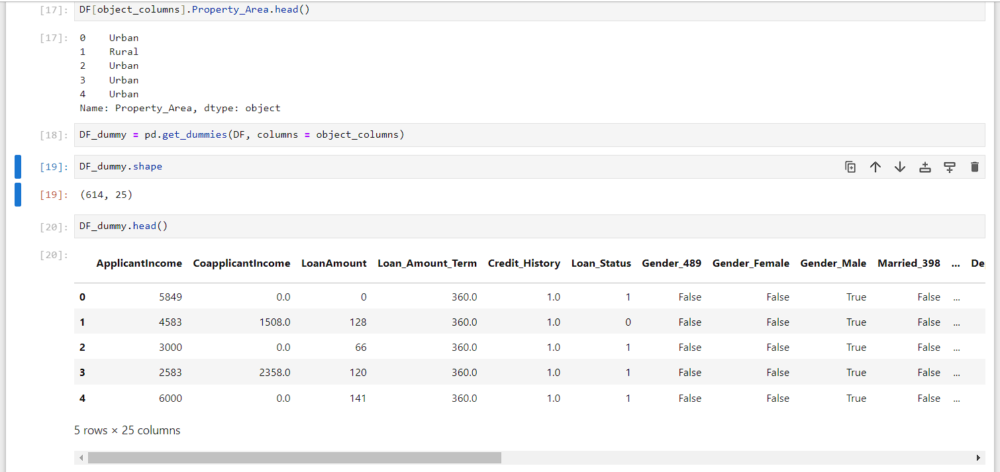 [17]: DF[object_columns].Property_Area.head()
[17]: 0 Urban
1 Rural
2 Urban
3 Urban
4 Urban
Name: Property_Area, dtype: object
[18]: DF_dummy = pd.get_dummies(DF, columns = object_columns)
[19]: DF_dummy.shape
[19]: (614, 25)
[20]: DF_dummy.head()
[20]:
ApplicantIncome CoapplicantIncome LoanAmount Loan_Amount_Term Credit_History Loan_Status Gender_489 Gender_Female Gender_Male Married_398 ... De
0 5849 0.0 0 360.0 1.0 1 False False True False ...
1 4583 1508.0 128 360.0 1.0 0 False False True False ...
2 3000 0.0 66 360.0 1.0 1 False False True False ...
3 2583 2358.0 120 360.0 1.0 1 False False True False ...
4 6000 0.0 141 360.0 1.0 1 False False True False ...
5 rows × 25 columns